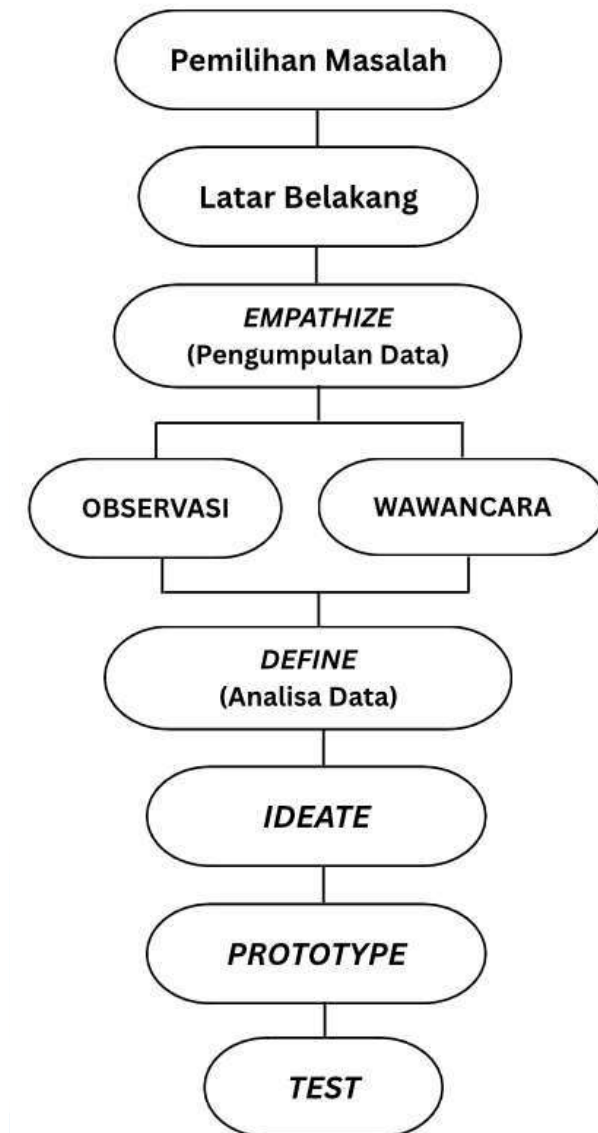 Pemilihan Masalah
Latar Belakang
EMPATHIZE
(Pengumpulan Data)
OBSERVASI
WAWANCARA
DEFINE
(Analisa Data)
IDEATE
PROTOTYPE
TEST